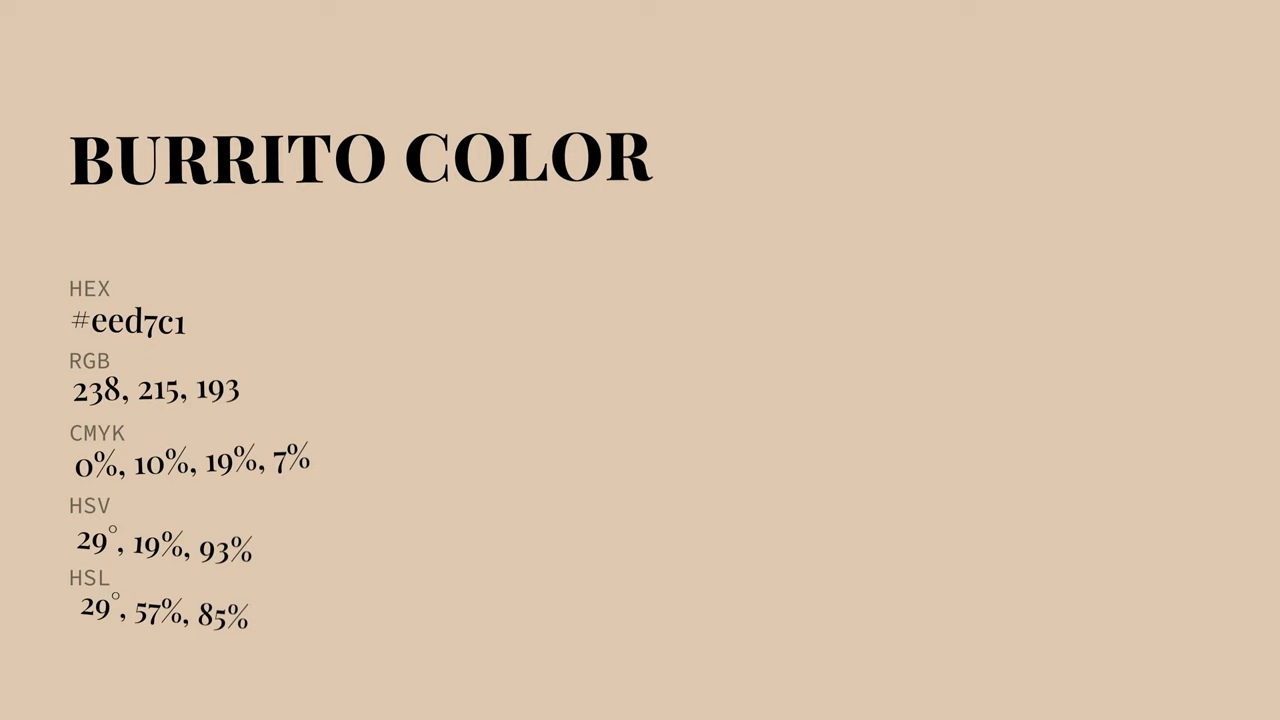 BURRITO COLOR
HEX
#eed7c1
RGB
238, 215, 193
CMYK
0%, 10%, 19%, 7%
HSV
29°, 19%, 93%
HSL
29°, 57%, 85%